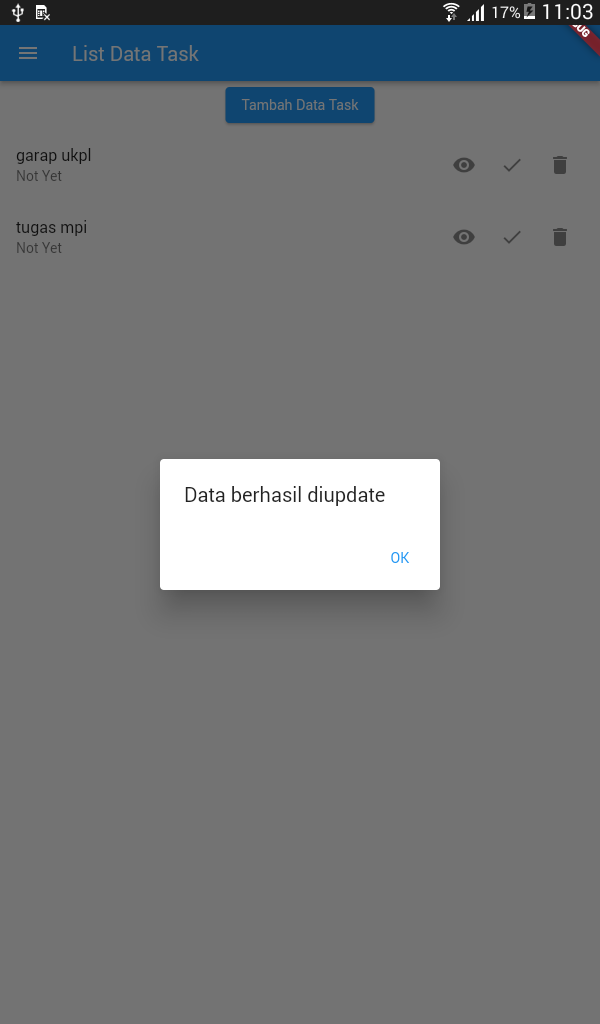 17% 11:03
List Data Task
Tambah Data Task
garap ukpl
Not Yet
tugas mpi
Not Yet
Data berhasil diupdate
OK